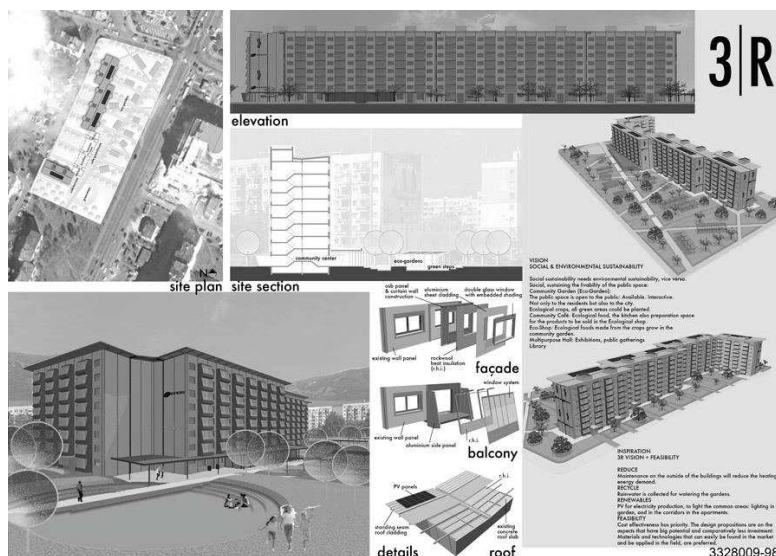 3|R
elevation
N
site plan
community center
eco-gardens
green steps
site section
VISION
SOCIAL & ENVIRONMENTAL SUSTAINABILITY
Social sustainability needs environmental sustainability, vice versa.
Social, sustaining the livability of the public space:
Community Garden (Eco-Garden):
The public space is open to the public: Available. Interactive.
Not only to the residents but also to the city.
Ecological crops, all green areas could be planted.
Community Café: Ecological food, the kitchen also preparation space
for the products to be sold in the Ecological shop.
Eco-Shop: Ecological foods made from the crops grow in the
community garden.
Multipurpose Hall: Exhibitions, public gatherings
Library
osb panel
& curtain wall
construction
aluminium
sheet cladding
double glass window
with embedded shading
existing wall panel
rockwool
heat insulation
(r.h.i.)
façade
window system
existing wall panel
aluminium side panel
r.h.i.
balcony
r.h.i.
PV panels
standing seam
roof cladding
existing
concrete
roof slab
details
roof
INSPIRATION
3R VISION + FEASIBILITY
REDUCE
Maintenance on the outside of the buildings will reduce the heating
energy demand.
RECYCLE
Rainwater is collected for watering the gardens.
RENEWABLES
PV for electricity production, to light the common areas: lighting in
garden, and in the corridors in the apartments.
FEASIBILITY
Cost effectiveness has priority. The design propositions are on the
aspects that have big potential and comparatively less investment.
Materials and technologies that can easily be found in the market
and be applied in the field, are preferred.